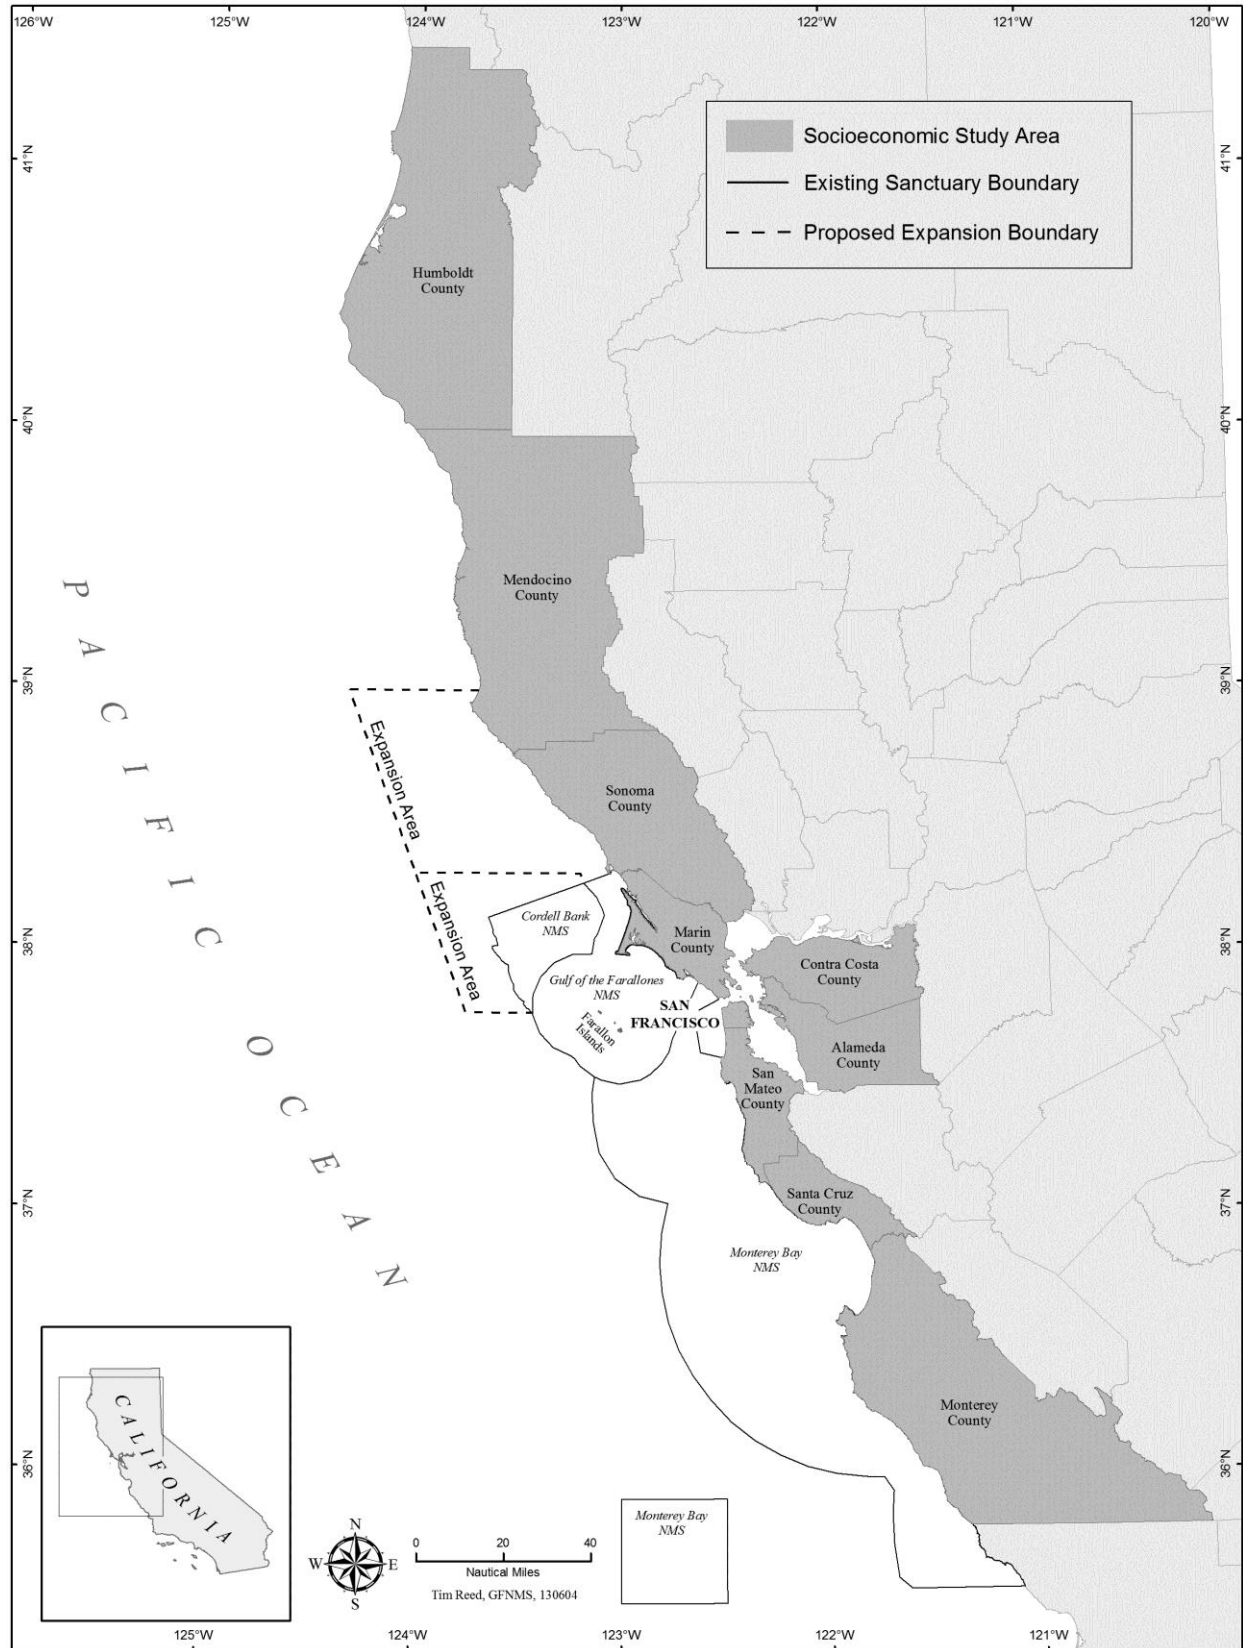 126°W
125°W
124°W
123°W
122°W
121°W
120°W
Socioeconomic Study Area
Existing Sanctuary Boundary
Proposed Expansion Boundary
41°N
41°N
Humboldt
County
40°N
40°N
Mendocino
County
39°N
39°N
PACIFIC OCEAN
Expansion Area
Sonoma
County
Expansion Area
Cordell Bank
NMS
Marin
County
38°N
38°N
Contra Costa
County
Gulf of the Farallones
NMS
SAN
FRANCISCO
Farallon
Islands
Alameda
County
San
Mateo
County
37°N
37°N
Santa Cruz
County
Monterey Bay
NMS
Monterey
County
36°N
36°N
CALIFORNIA
N
W
E
S
0
20
40
Nautical Miles
Tim Reed, GFNMS, 130604
Monterey Bay
NMS
125°W
124°W
123°W
122°W
121°W